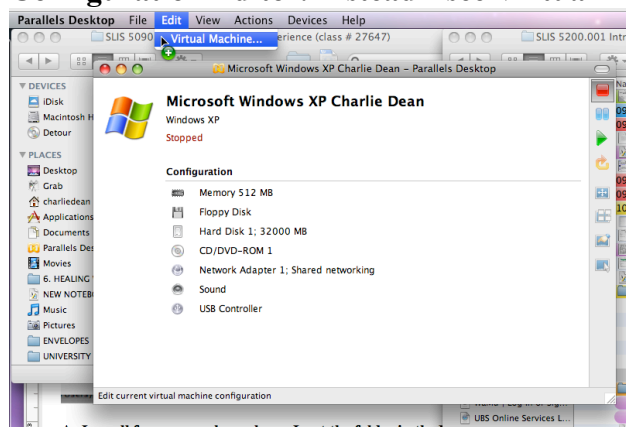 Parallels Desktop File Edit View Actions Devices Help
Virtual Machine...
SLIS 5090
erience (class # 27647)
SLIS 5200.001 Intr
Microsoft Windows XP Charlie Dean – Parallels Desktop
DEVICES
iDisk
Macintosh H
Detour
PLACES
Desktop
Grab
charliedean
Applications
Documents
Parallels Des
Movies
6. HEALING
NEW NOTEB
Music
Pictures
ENVELOPES
UNIVERSITY
Microsoft Windows XP Charlie Dean
Windows XP
Stopped
Configuration
Memory 512 MB
Floppy Disk
Hard Disk 1; 32000 MB
CD/DVD-ROM 1
Network Adapter 1; Shared networking
Sound
USB Controller
Edit current virtual machine configuration
UBS Online Services L...